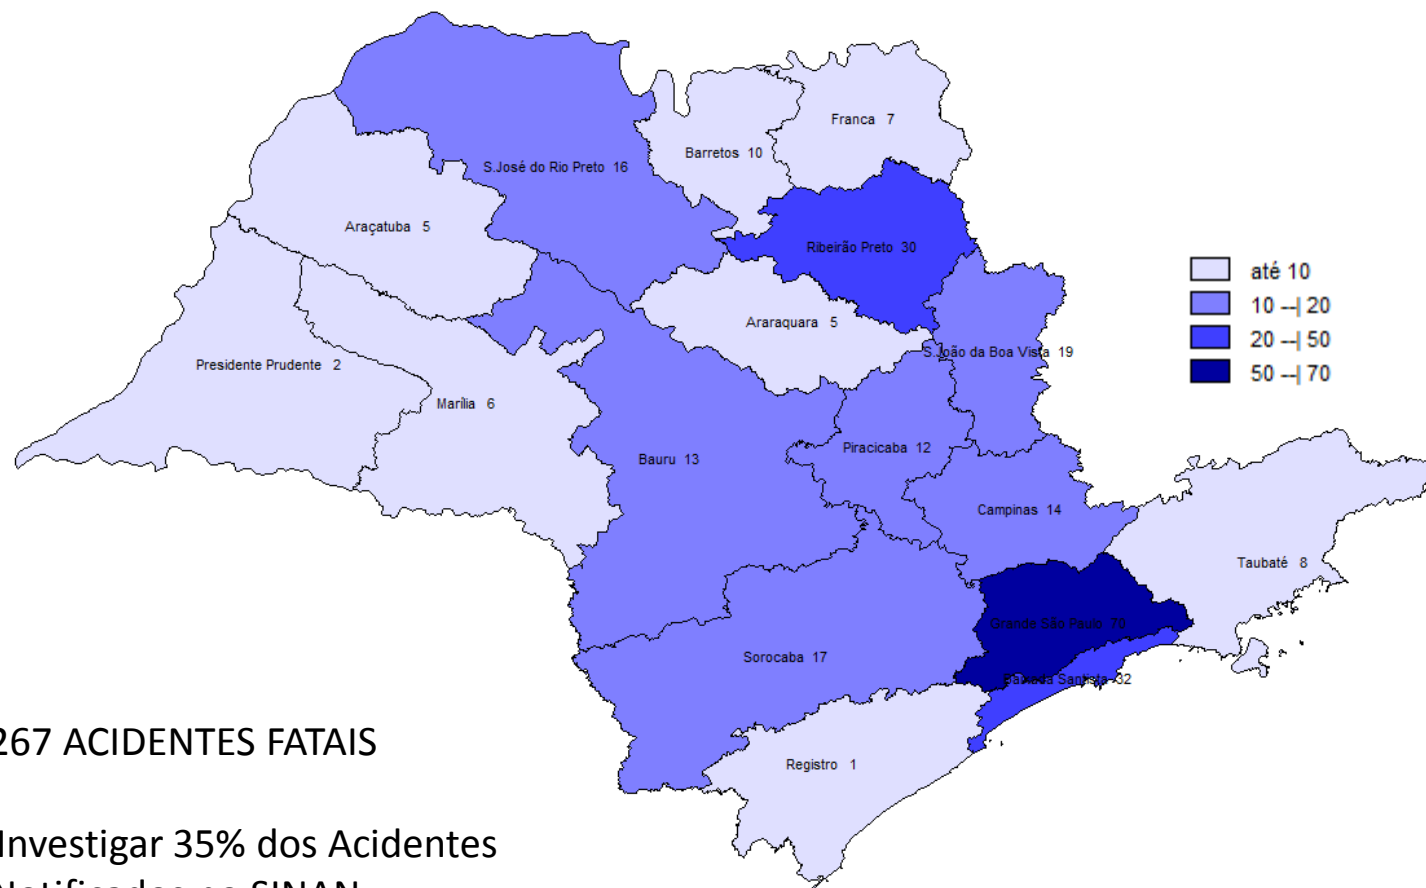 Franca 7
Barretos 10
S.José do Rio Preto 16
Araçatuba 5
Ribeirão Preto 30
até 10
10 --| 20
20 --| 50
50 --| 70
Araraquara 5
S.João da Boa Vista 19
Presidente Prudente 2
Marília 6
Piracicaba 12
Bauru 13
Campinas 14
Taubaté 8
Grande São Paulo 70
Sorocaba 17
Baixada Santista 32
267 ACIDENTES FATAIS
Registro 1
Investigar 35% dos Acidentes
Notificados no SINAN